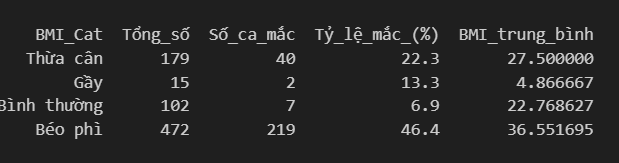 BMI_Cat Tổng_số Số_ca_mắc Tỷ_lệ_mắc_(%) BMI_trung_bình
Thừa cân 179 40 22.3 27.500000
Gầy 15 2 13.3 4.866667
Bình thường 102 7 6.9 22.768627
Béo phì 472 219 46.4 36.551695